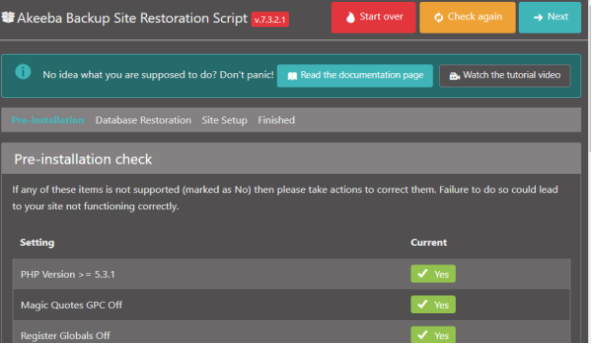 Akeeba Backup Site Restoration Script v.7.3.2.1 Start over Check again Next
No idea what you are supposed to do? Don't panic! Read the documentation page Watch the tutorial video
Pre-installation Database Restoration Site Setup Finished
Pre-installation check
If any of these items is not supported (marked as No) then please take actions to correct them. Failure to do so could lead
to your site not functioning correctly.
Setting Current
PHP Version >= 5.3.1 Yes
Magic Quotes GPC Off Yes
Register Globals Off Yes